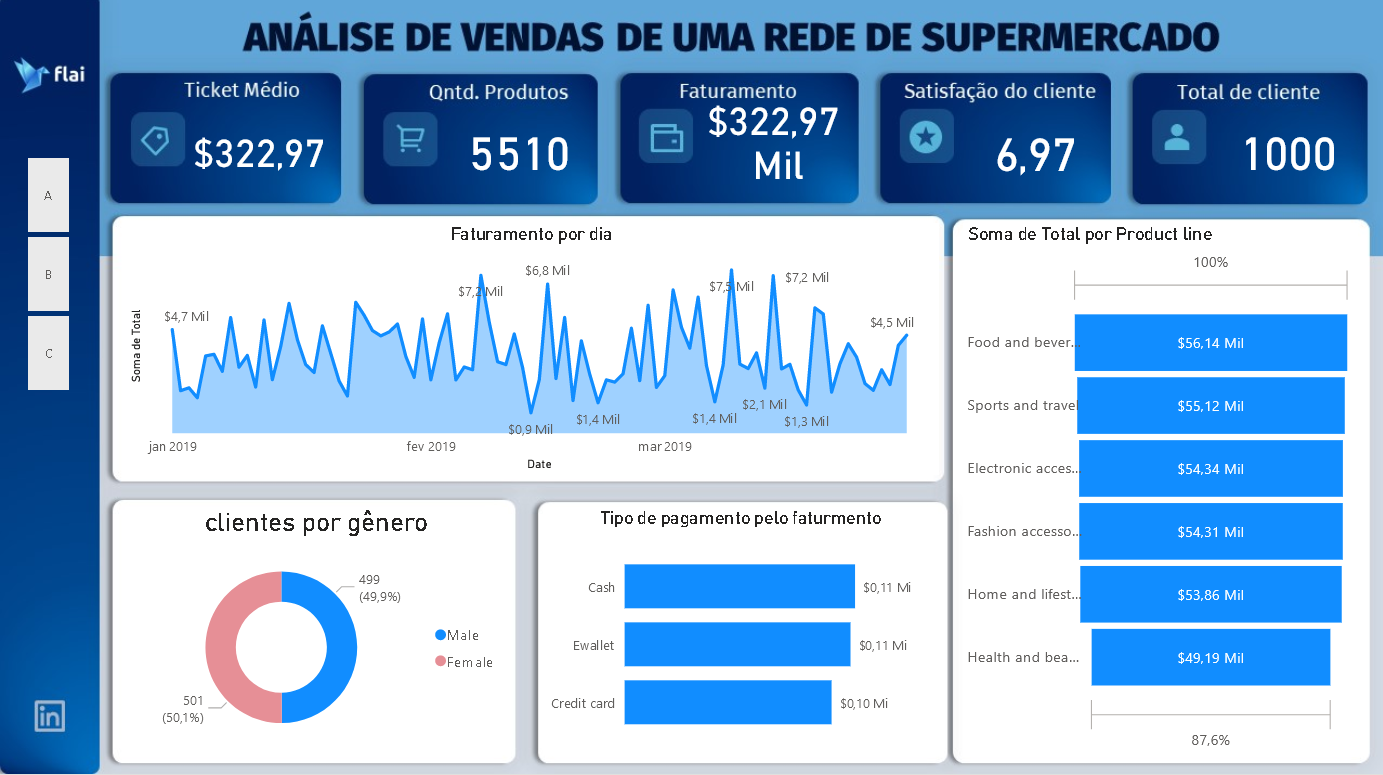 ANÁLISE DE VENDAS DE UMA REDE DE SUPERMERCADO
flai
Ticket Médio
$322,97
Qntd. Produtos
5510
Faturamento
$322,97
Mil
Satisfação do cliente
6,97
Total de cliente
1000
A
B
C
Faturamento por dia
Soma de Total
$4,7 Mil
$7,2 Mil
$6,8 Mil
$0,9 Mil
$1,4 Mil
$7,5 Mil
$1,4 Mil
$2,1 Mil
$7,2 Mil
$1,3 Mil
$4,5 Mil
jan 2019
fev 2019
mar 2019
Date
Soma de Total por Product line
100%
Food and bever... $56,14 Mil
Sports and travel $55,12 Mil
Electronic acces... $54,34 Mil
Fashion accesso... $54,31 Mil
Home and lifest... $53,86 Mil
Health and bea... $49,19 Mil
87,6%
clientes por gênero
499
(49,9%)
501
(50,1%)
Male
Female
Tipo de pagamento pelo faturmento
Cash $0,11 Mi
Ewallet $0,11 Mi
Credit card $0,10 Mi
in